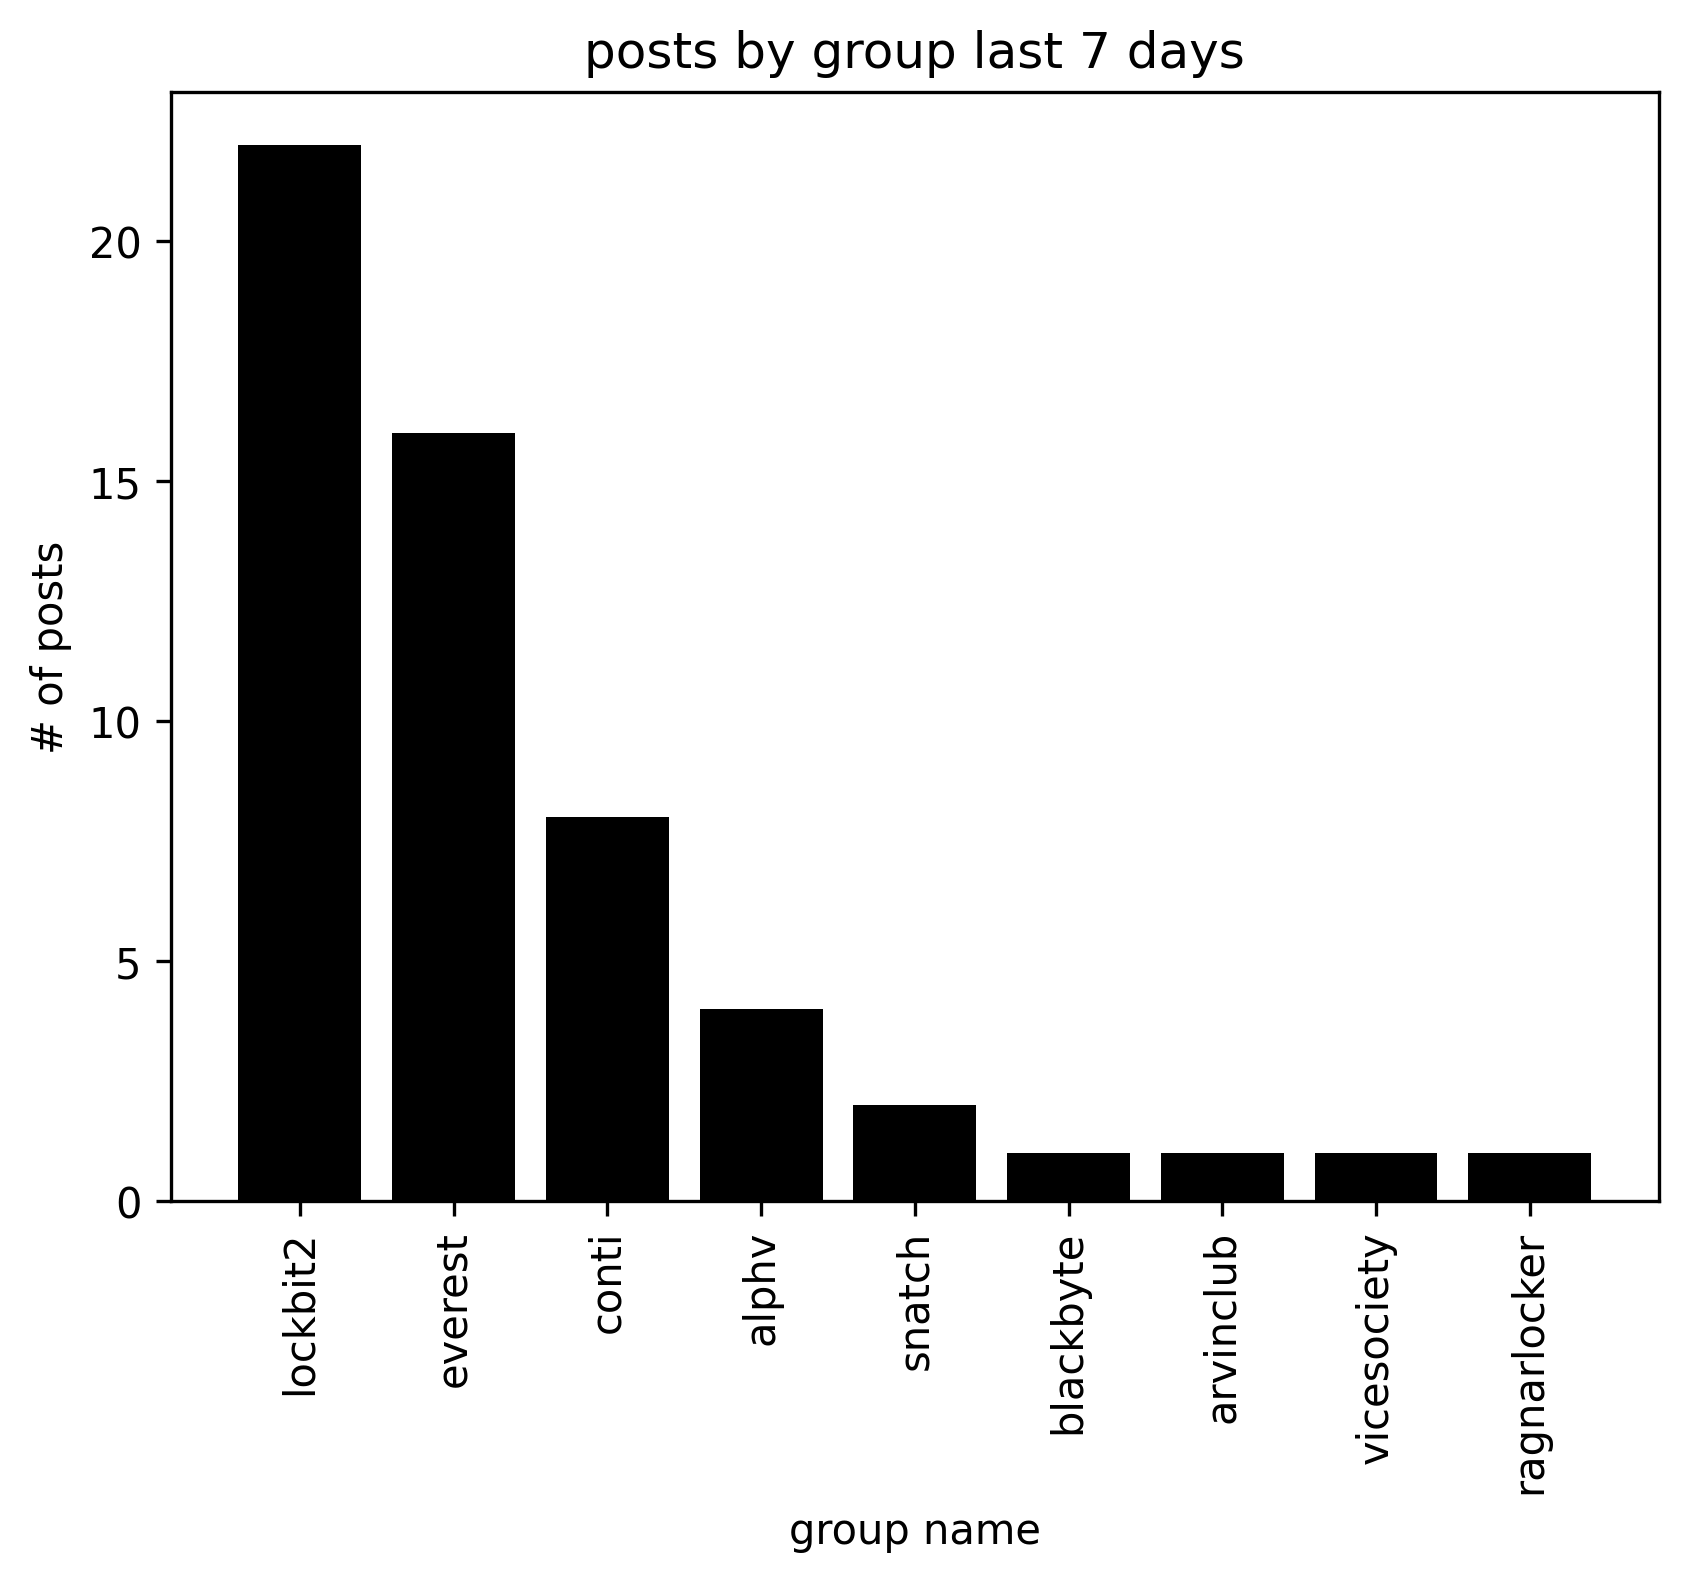 posts by group last 7 days
# of posts
20
15
10
5
0
lockbit2
everest
conti
alphv
snatch
blackbyte
arvinclub
vicesociety
ragnarlocker
group name